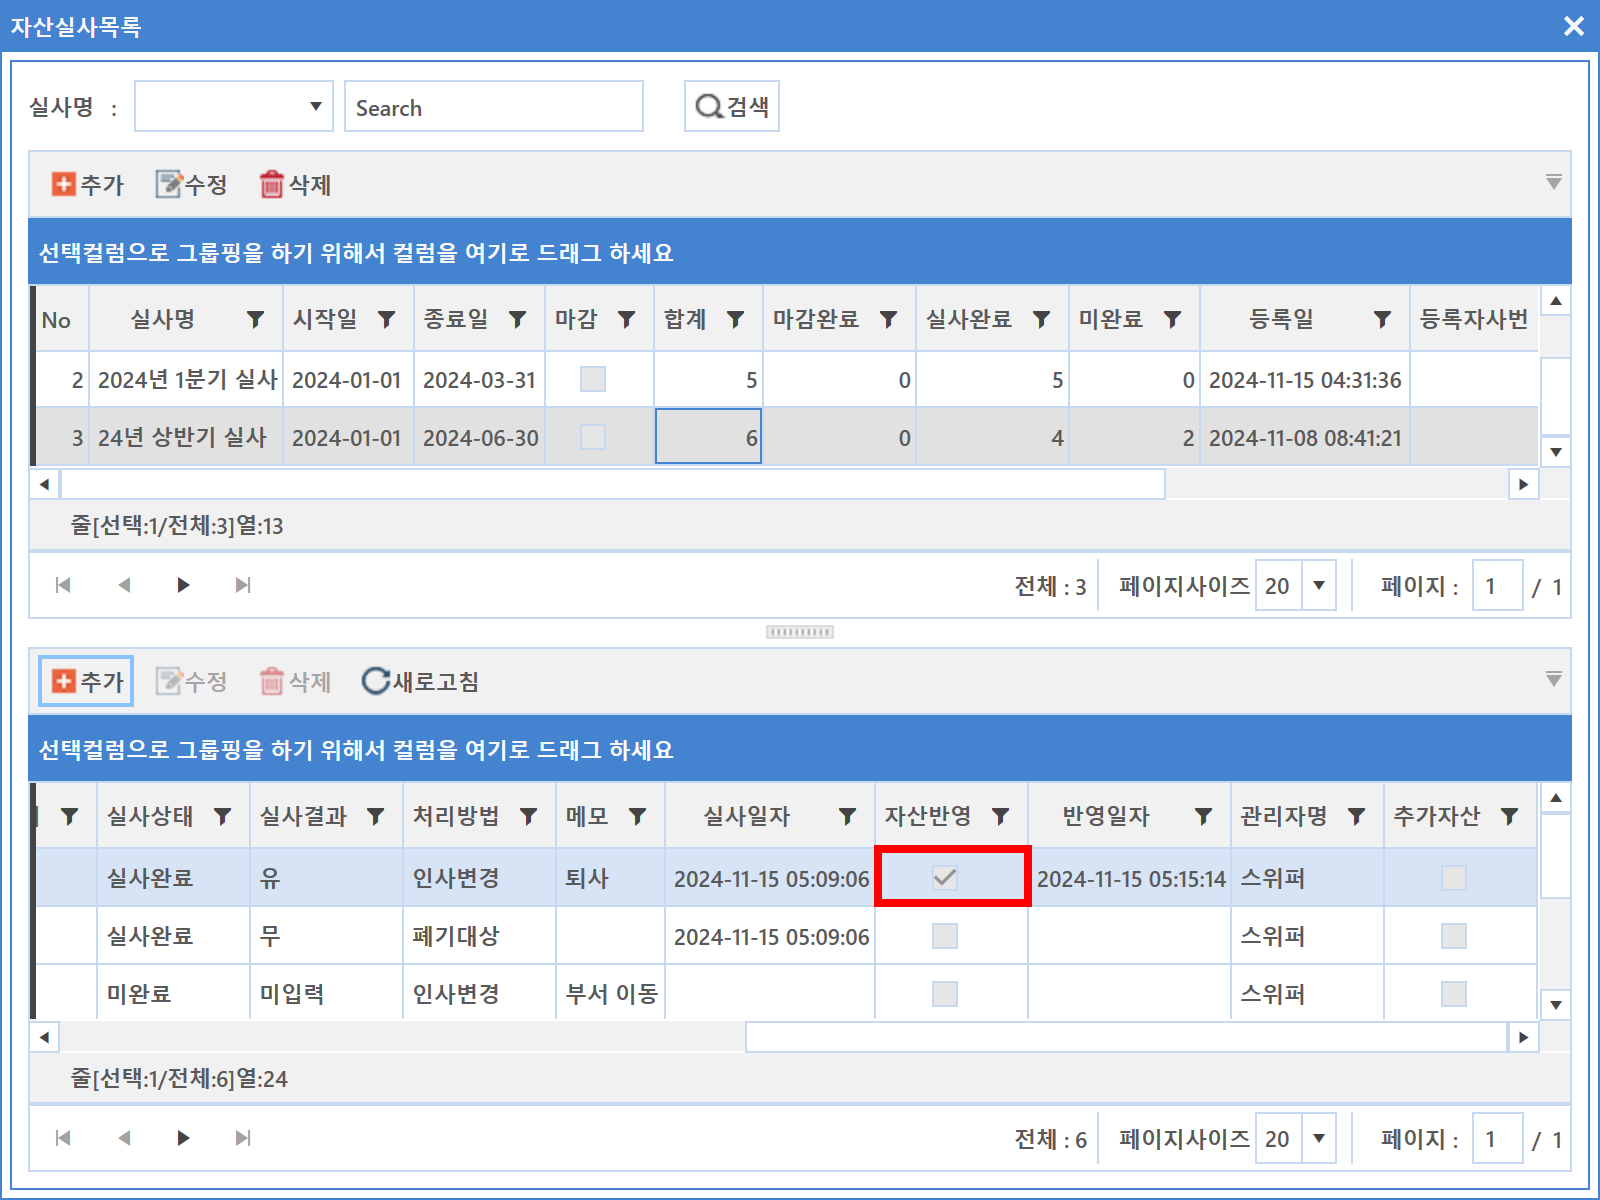 자산실사목록
실사명 : Search 검색
추가 수정 삭제
선택컬럼으로 그룹핑을 하기 위해서 컬럼을 여기로 드래그 하세요
No 실사명 시작일 종료일 마감 합계 마감완료 실사완료 미완료 등록일 등록자사번
2 2024년 1분기 실사 2024-01-01 2024-03-31 5 0 5 0 2024-11-15 04:31:36
3 24년 상반기 실사 2024-01-01 2024-06-30 6 0 4 2 2024-11-08 08:41:21
줄[선택:1/전체:3]열:13
전체 : 3 페이지사이즈 20 페이지 : 1 / 1
추가 수정 삭제 새로고침
선택컬럼으로 그룹핑을 하기 위해서 컬럼을 여기로 드래그 하세요
실사상태 실사결과 처리방법 메모 실사일자 자산반영 반영일자 관리자명 추가자산
실사완료 유 인사변경 퇴사 2024-11-15 05:09:06 2024-11-15 05:15:14 스위퍼
실사완료 무 폐기대상 2024-11-15 05:09:06 스위퍼
미완료 미입력 인사변경 부서 이동 스위퍼
줄[선택:1/전체:6]열:24
전체 : 6 페이지사이즈 20 페이지 : 1 / 1